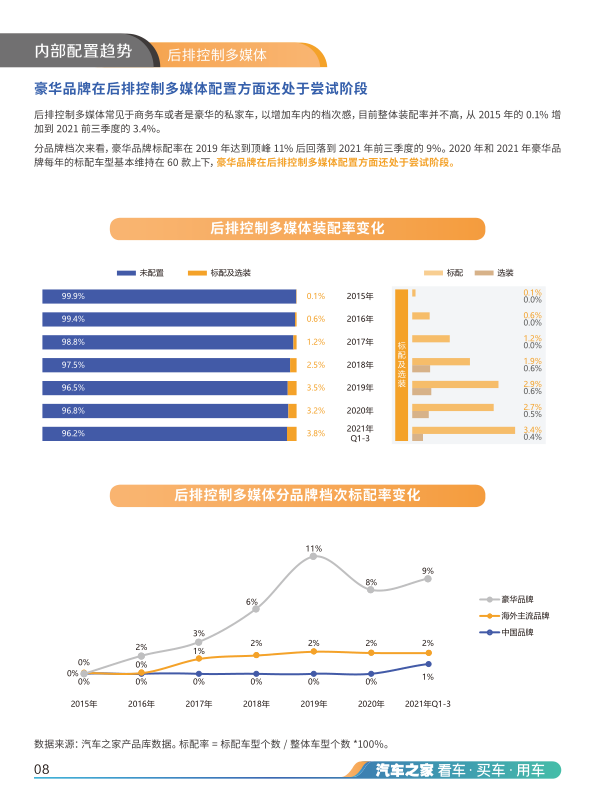 内部配置趋势
后排控制多媒体
豪华品牌在后排控制多媒体配置方面还处于尝试阶段
后排控制多媒体常见于商务车或者是豪华的私家车，以增加车内的档次感，目前整体装配率并不高，从 2015 年的 0.1% 增
加到 2021 前三季度的 3.4%。
分品牌档次来看，豪华品牌标配率在 2019 年达到顶峰 11% 后回落到 2021 年前三季度的 9%。2020 年和 2021 年豪华品
牌每年的标配车型基本维持在 60 款上下，豪华品牌在后排控制多媒体配置方面还处于尝试阶段。
后排控制多媒体装配率变化
未配置 标配及选装
标配 选装
99.9% 0.1% 2015年 0.1%
0.0%
99.4% 0.6% 2016年 0.6%
0.0%
98.8% 1.2% 2017年 1.2%
0.0%
97.5% 2.5% 2018年 1.9%
0.6%
96.5% 3.5% 2019年 2.9%
0.6%
96.8% 3.2% 2020年 2.7%
0.5%
96.2% 3.8% 2021年
Q1-3 3.4%
0.4%
标配及选装
后排控制多媒体分品牌档次标配率变化
11%
9%
8%
6%
3%
2%
0%
0% 1% 2% 2% 2% 2%
0%
0% 0% 0% 0% 0% 0% 1%
豪华品牌
海外主流品牌
中国品牌
2015年 2016年 2017年 2018年 2019年 2020年 2021年Q1-3
数据来源：汽车之家产品库数据。标配率 = 标配车型个数 / 整体车型个数 *100%。
08
汽车之家 看车 · 买车 · 用车